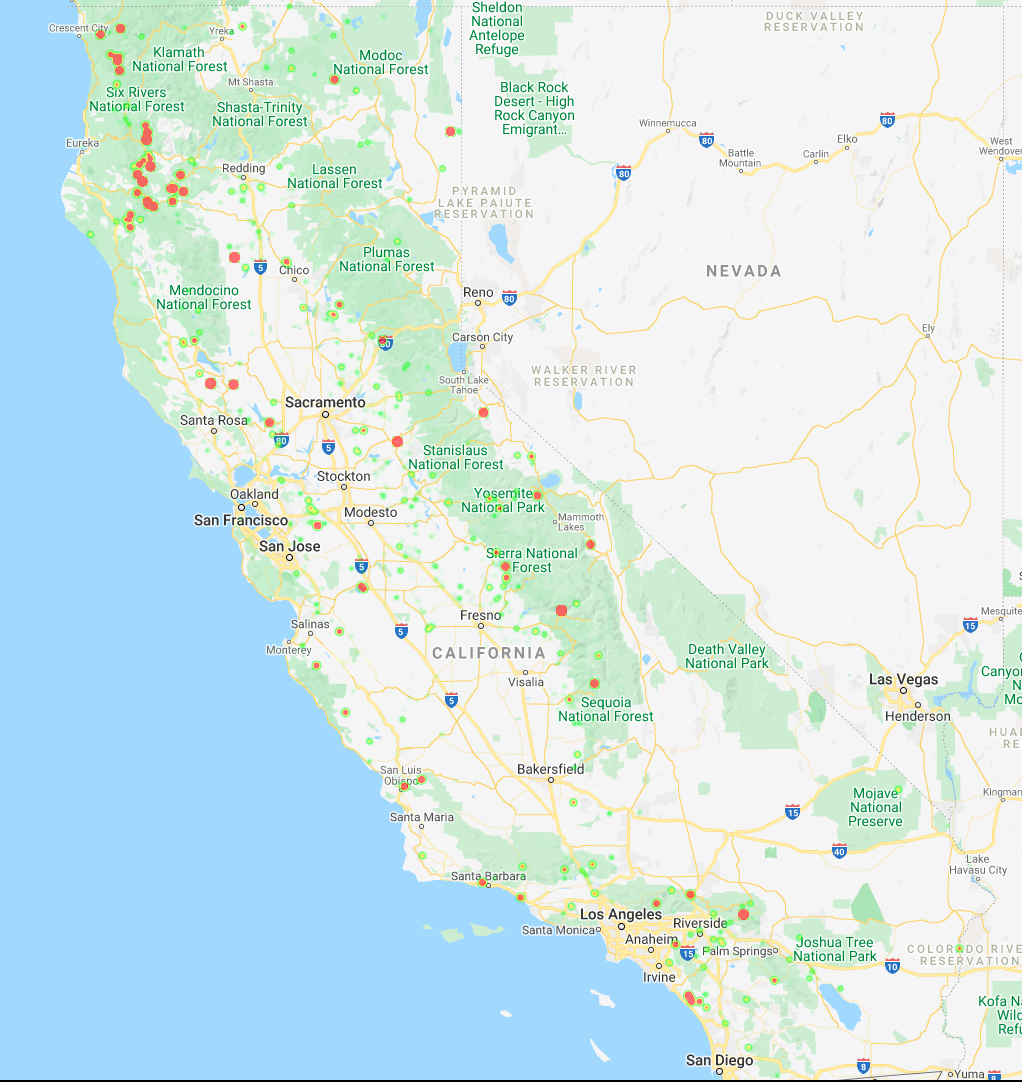 Sheldon
National
Antelope
Refuge
DUCK VALLEY
RESERVATION
Crescent City
Yreka
Klamath
National Forest
Modoc
National Forest
Mt Shasta
Six Rivers
National Forest
Shasta-Trinity
National Forest
Black Rock
Desert - High
Rock Canyon
Emigrant...
Winnemucca
80
80
Elko
Battle
Mountain
Carlin
West
Wendover
Eureka
Redding
Lassen
National Forest
80
PYRAMID
LAKE PAIUTE
RESERVATION
Plumas
National Forest
5
Chico
NEVADA
Mendocino
National Forest
Reno
80
Carson City
80
Ely
South Lake
Tahoe
WALKER RIVER
RESERVATION
Sacramento
Santa Rosa
80
5
Stanislaus
National Forest
Stockton
Oakland
Yosemite
National Park
San Francisco
Modesto
Mammoth
Lakes
San Jose
Sierra National
Forest
5
Fresno
Salinas
5
Mesquite
15
Monterey
CALIFORNIA
Death Valley
National Park
Visalia
Las Vegas
5
Sequoia
National Forest
Henderson
San Luis
Obispo
Bakersfield
Mojave
National
Preserve
Kingman
15
Santa Maria
40
Lake
Havasu City
Santa Barbara
Los Angeles
Riverside
Santa Monica
Anaheim
15
Palm Springs
Joshua Tree
National Park
COLORADO RIVE
RESERVATION
10
Irvine
Kofa N
Wil
Refu
San Diego
8
Yuma
8